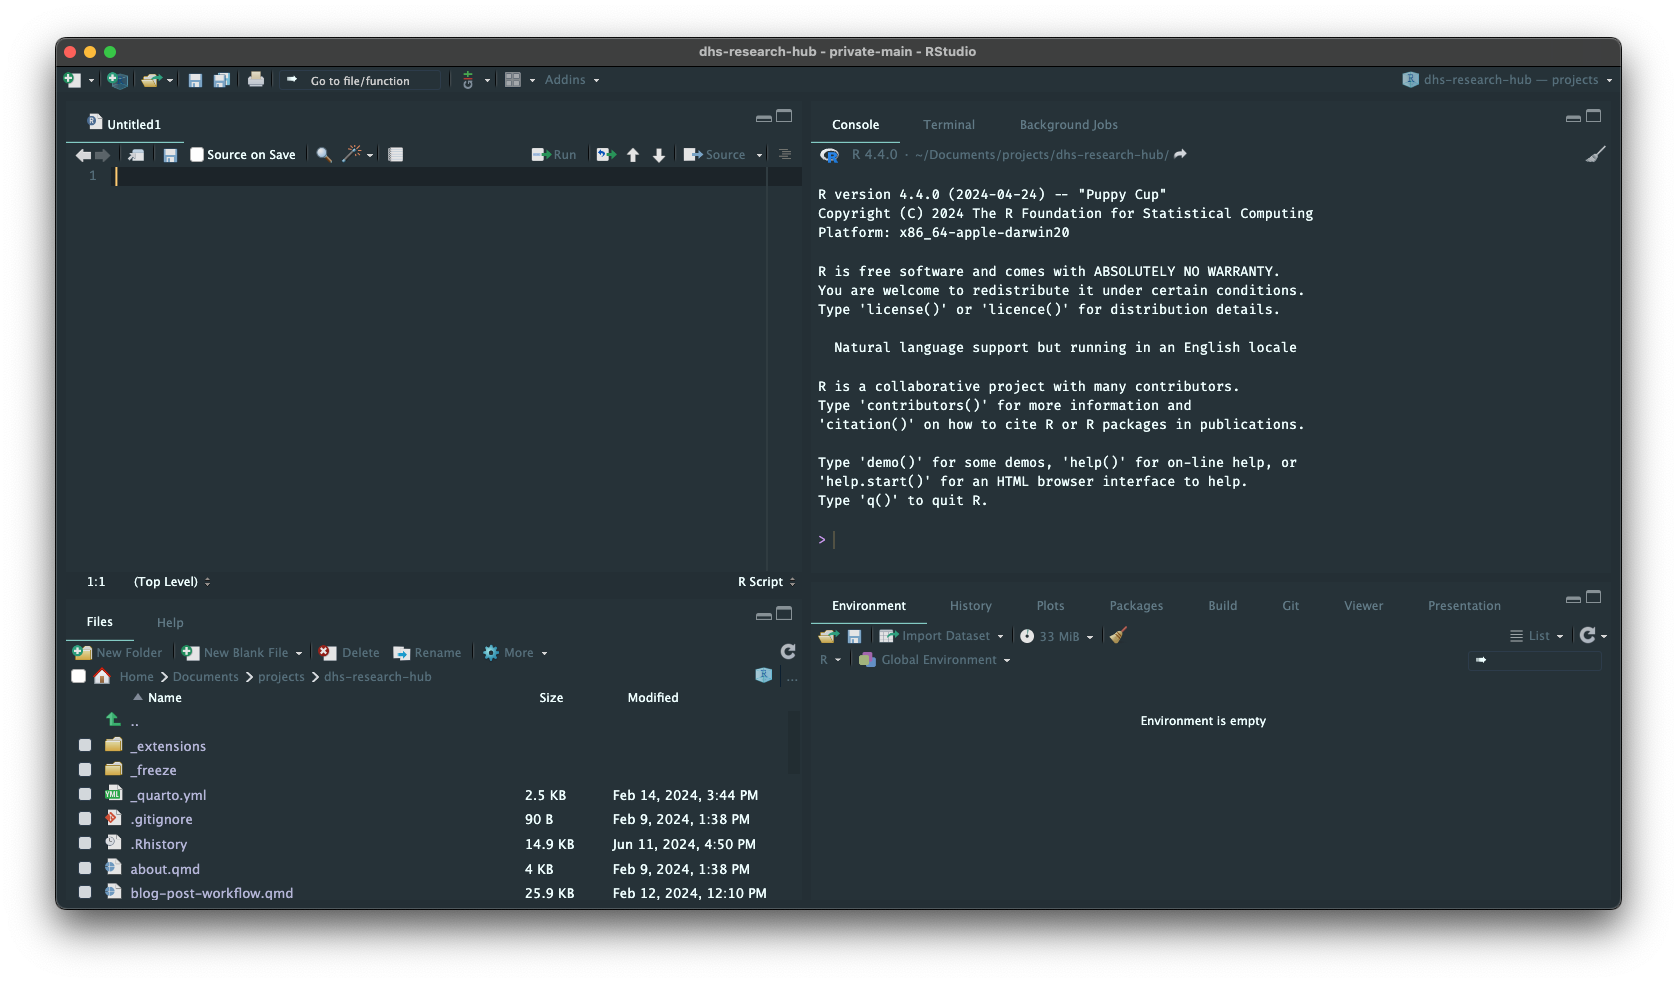 dhs-research-hub - private-main - RStudio
Go to file/function
Addins
dhs-research-hub — projects
Untitled1
Source on Save
Run
Source
1
1:1 (Top Level) R Script
Console Terminal Background Jobs
R 4.4.0 · ~/Documents/projects/dhs-research-hub/
R version 4.4.0 (2024-04-24) -- "Puppy Cup"
Copyright (C) 2024 The R Foundation for Statistical Computing
Platform: x86_64-apple-darwin20
R is free software and comes with ABSOLUTELY NO WARRANTY.
You are welcome to redistribute it under certain conditions.
Type 'license()' or 'licence()' for distribution details.
Natural language support but running in an English locale
R is a collaborative project with many contributors.
Type 'contributors()' for more information and
'citation()' on how to cite R or R packages in publications.
Type 'demo()' for some demos, 'help()' for on-line help, or
'help.start()' for an HTML browser interface to help.
Type 'q()' to quit R.
>
Files Help
New Folder New Blank File Delete Rename More
Home Documents projects dhs-research-hub ...
Name Size Modified
..
_extensions
_freeze
_quarto.yml 2.5 KB Feb 14, 2024, 3:44 PM
.gitignore 90 B Feb 9, 2024, 1:38 PM
.Rhistory 14.9 KB Jun 11, 2024, 4:50 PM
about.qmd 4 KB Feb 9, 2024, 1:38 PM
blog-post-workflow.qmd 25.9 KB Feb 12, 2024, 12:10 PM
Environment History Plots Packages Build Git Viewer Presentation
Import Dataset 33 MiB List
R Global Environment
Environment is empty